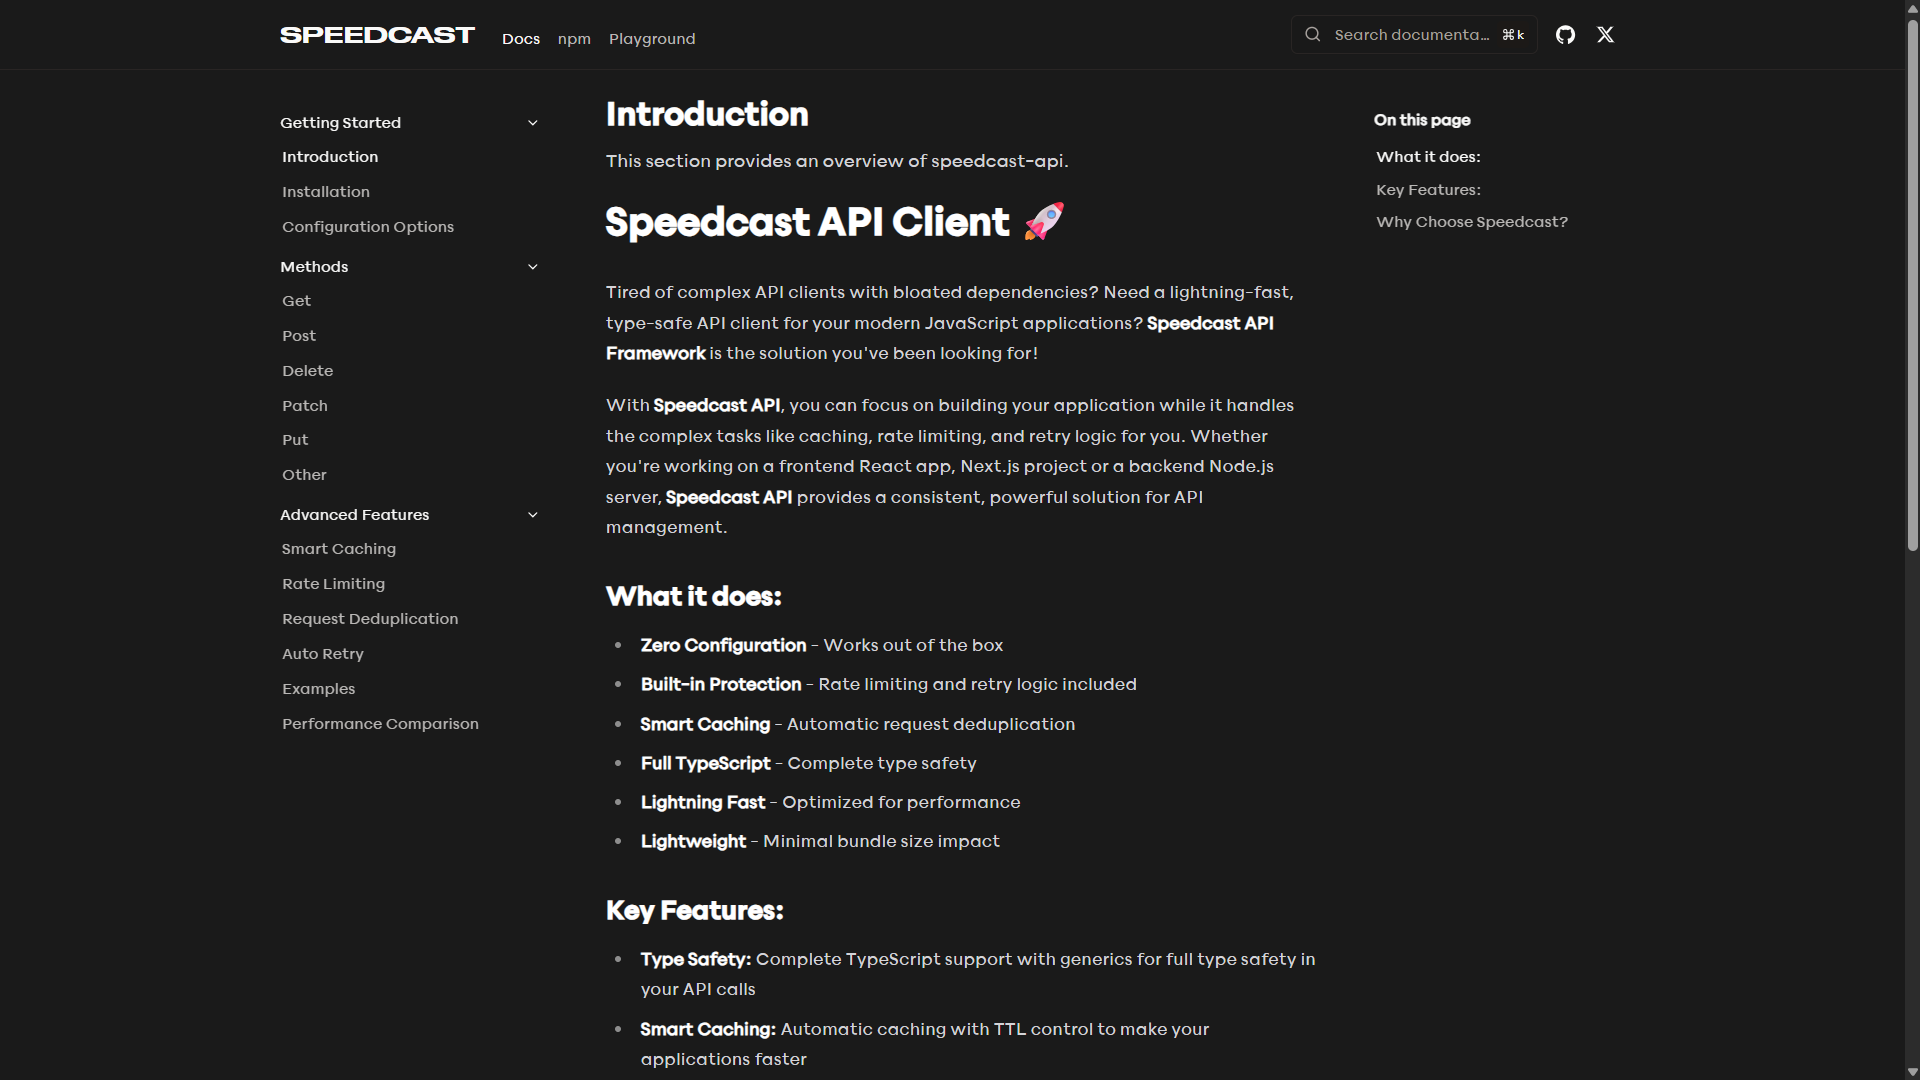 SPEEDCAST
Docs
npm
Playground
Search documenta...
⌘k
Getting Started
Introduction
Installation
Configuration Options
Methods
Get
Post
Delete
Patch
Put
Other
Advanced Features
Smart Caching
Rate Limiting
Request Deduplication
Auto Retry
Examples
Performance Comparison
Introduction
This section provides an overview of speedcast-api.
Speedcast API Client 🚀
Tired of complex API clients with bloated dependencies? Need a lightning-fast,
type-safe API client for your modern JavaScript applications? Speedcast API
Framework is the solution you've been looking for!
With Speedcast API, you can focus on building your application while it handles
the complex tasks like caching, rate limiting, and retry logic for you. Whether
you're working on a frontend React app, Next.js project or a backend Node.js
server, Speedcast API provides a consistent, powerful solution for API
management.
What it does:
• Zero Configuration - Works out of the box
• Built-in Protection - Rate limiting and retry logic included
• Smart Caching - Automatic request deduplication
• Full TypeScript - Complete type safety
• Lightning Fast - Optimized for performance
• Lightweight - Minimal bundle size impact
Key Features:
• Type Safety: Complete TypeScript support with generics for full type safety in
your API calls
• Smart Caching: Automatic caching with TTL control to make your
applications faster
On this page
What it does:
Key Features:
Why Choose Speedcast?